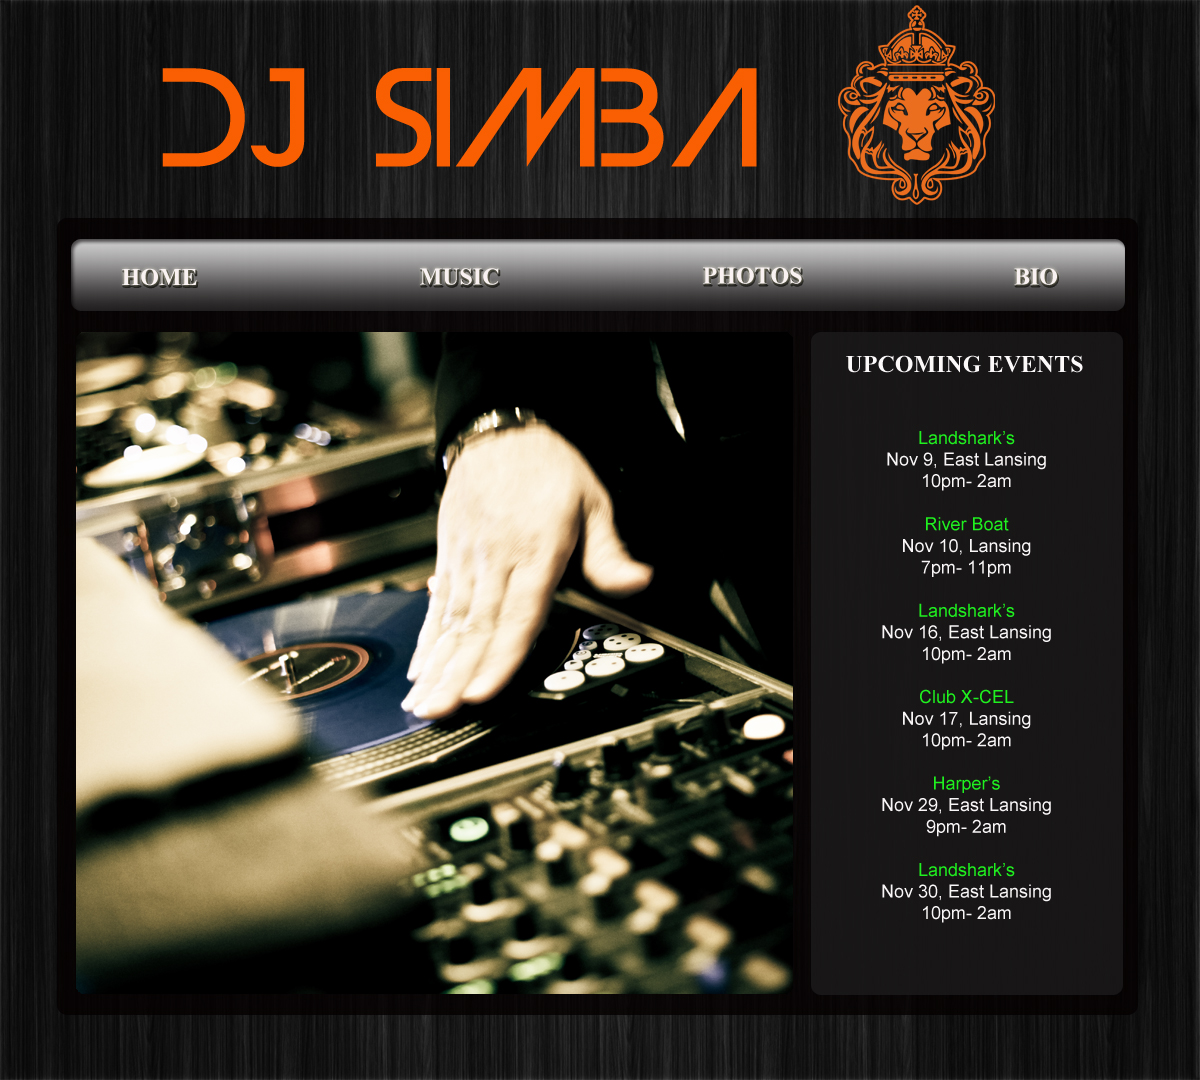 DJ SIMBA
HOME
MUSIC
PHOTOS
BIO
UPCOMING EVENTS
Landshark's
Nov 9, East Lansing
10pm- 2am
River Boat
Nov 10, Lansing
7pm- 11pm
Landshark's
Nov 16, East Lansing
10pm- 2am
Club X-CEL
Nov 17, Lansing
10pm- 2am
Harper's
Nov 29, East Lansing
9pm- 2am
Landshark's
Nov 30, East Lansing
10pm- 2am